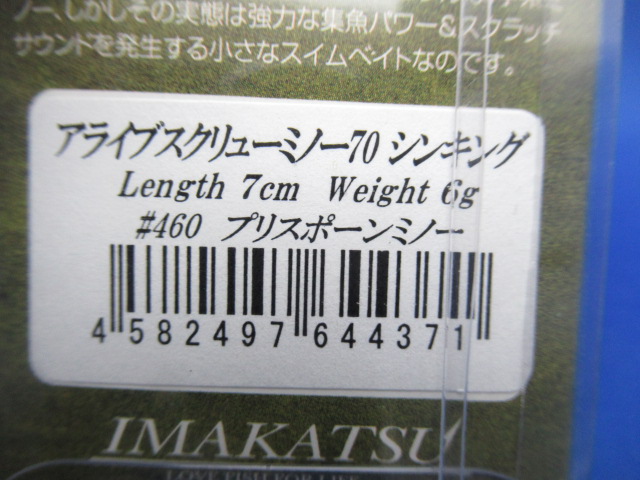 ノー、しかしその実態は強力な集魚パワー&スクラッチ
サウンドを発生する小さなスイムベイトなのです。
アライブスクリューミノー70 シンキング
Length 7cm Weight 6g
#460 プリスポーンミノー
4 582497 644371
IMAKATSU
LOVE FISH FOR LIFE